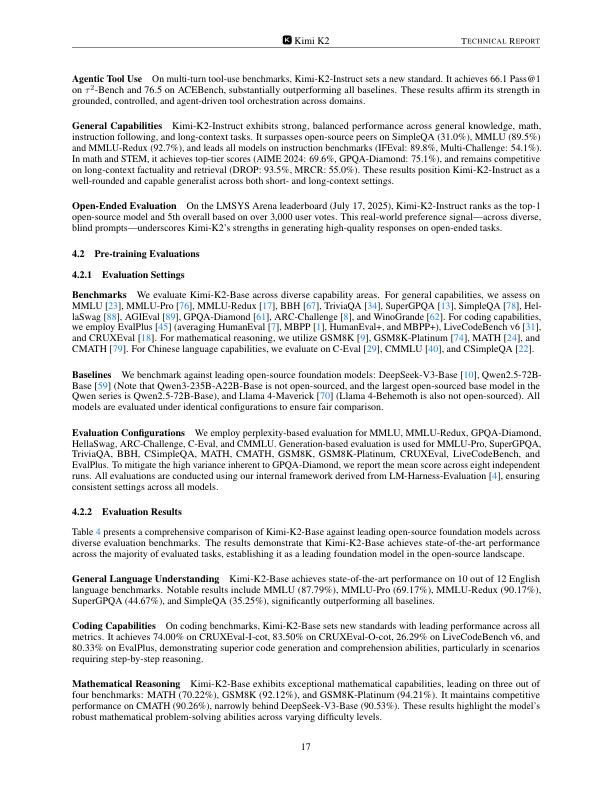 K Kimi K2
TECHNICAL REPORT
Agentic Tool Use On multi-turn tool-use benchmarks, Kimi-K2-Instruct sets a new standard. It achieves 66.1 Pass@1
on τ²-Bench and 76.5 on ACEBench, substantially outperforming all baselines. These results affirm its strength in
grounded, controlled, and agent-driven tool orchestration across domains.
General Capabilities Kimi-K2-Instruct exhibits strong, balanced performance across general knowledge, math,
instruction following, and long-context tasks. It surpasses open-source peers on SimpleQA (31.0%), MMLU (89.5%)
and MMLU-Redux (92.7%), and leads all models on instruction benchmarks (IFEval: 89.8%, Multi-Challenge: 54.1%).
In math and STEM, it achieves top-tier scores (AIME 2024: 69.6%, GPQA-Diamond: 75.1%), and remains competitive
on long-context factuality and retrieval (DROP: 93.5%, MRCR: 55.0%). These results position Kimi-K2-Instruct as a
well-rounded and capable generalist across both short- and long-context settings.
Open-Ended Evaluation On the LMSYS Arena leaderboard (July 17, 2025), Kimi-K2-Instruct ranks as the top-1
open-source model and 5th overall based on over 3,000 user votes. This real-world preference signal—across diverse,
blind prompts—underscores Kimi-K2's strengths in generating high-quality responses on open-ended tasks.
4.2 Pre-training Evaluations
4.2.1 Evaluation Settings
Benchmarks We evaluate Kimi-K2-Base across diverse capability areas. For general capabilities, we assess on
MMLU [23], MMLU-Pro [76], MMLU-Redux [17], BBH [67], TriviaQA [34], SuperGPQA [13], SimpleQA [78], Hel-
laSwag [88], AGIEval [89], GPQA-Diamond [61], ARC-Challenge [8], and WinoGrande [62]. For coding capabilities,
we employ EvalPlus [45] (averaging HumanEval [7], MBPP [1], HumanEval+, and MBPP+), LiveCodeBench v6 [31],
and CRUXEval [18]. For mathematical reasoning, we utilize GSM8K [9], GSM8K-Platinum [74], MATH [24], and
CMATH [79]. For Chinese language capabilities, we evaluate on C-Eval [29], CMMLU [40], and CSimpleQA [22].
Baselines We benchmark against leading open-source foundation models: DeepSeek-V3-Base [10], Qwen2.5-72B-
Base [59] (Note that Qwen3-235B-A22B-Base is not open-sourced, and the largest open-sourced base model in the
Qwen series is Qwen2.5-72B-Base), and Llama 4-Maverick [70] (Llama 4-Behemoth is also not open-sourced). All
models are evaluated under identical configurations to ensure fair comparison.
Evaluation Configurations We employ perplexity-based evaluation for MMLU, MMLU-Redux, GPQA-Diamond,
HellaSwag, ARC-Challenge, C-Eval, and CMMLU. Generation-based evaluation is used for MMLU-Pro, SuperGPQA,
TriviaQA, BBH, CSimpleQA, MATH, CMATH, GSM8K, GSM8K-Platinum, CRUXEval, LiveCodeBench, and
EvalPlus. To mitigate the high variance inherent to GPQA-Diamond, we report the mean score across eight independent
runs. All evaluations are conducted using our internal framework derived from LM-Harness-Evaluation [4], ensuring
consistent settings across all models.
4.2.2 Evaluation Results
Table 4 presents a comprehensive comparison of Kimi-K2-Base against leading open-source foundation models across
diverse evaluation benchmarks. The results demonstrate that Kimi-K2-Base achieves state-of-the-art performance
across the majority of evaluated tasks, establishing it as a leading foundation model in the open-source landscape.
General Language Understanding Kimi-K2-Base achieves state-of-the-art performance on 10 out of 12 English
language benchmarks. Notable results include MMLU (87.79%), MMLU-Pro (69.17%), MMLU-Redux (90.17%),
SuperGPQA (44.67%), and SimpleQA (35.25%), significantly outperforming all baselines.
Coding Capabilities On coding benchmarks, Kimi-K2-Base sets new standards with leading performance across all
metrics. It achieves 74.00% on CRUXEval-I-cot, 83.50% on CRUXEval-O-cot, 26.29% on LiveCodeBench v6, and
80.33% on EvalPlus, demonstrating superior code generation and comprehension abilities, particularly in scenarios
requiring step-by-step reasoning.
Mathematical Reasoning Kimi-K2-Base exhibits exceptional mathematical capabilities, leading on three out of
four benchmarks: MATH (70.22%), GSM8K (92.12%), and GSM8K-Platinum (94.21%). It maintains competitive
performance on CMATH (90.26%), narrowly behind DeepSeek-V3-Base (90.53%). These results highlight the model's
robust mathematical problem-solving abilities across varying difficulty levels.
17